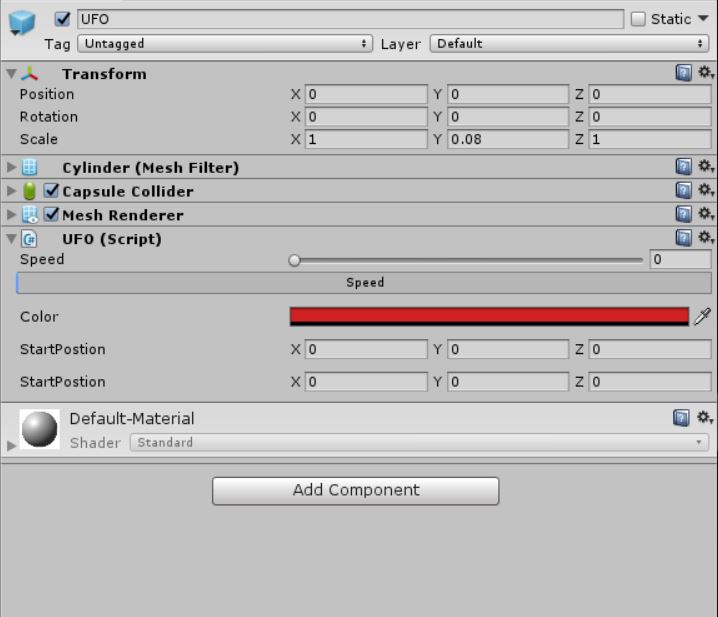 UFO Static
Tag Untagged Layer Default
Transform
Position X 0 Y 0 Z 0
Rotation X 0 Y 0 Z 0
Scale X 1 Y 0.08 Z 1
Cylinder (Mesh Filter)
Capsule Collider
Mesh Renderer
UFO (Script)
Speed 0
Speed
Color
StartPostion X 0 Y 0 Z 0
StartPostion X 0 Y 0 Z 0
Default-Material
Shader Standard
Add Component